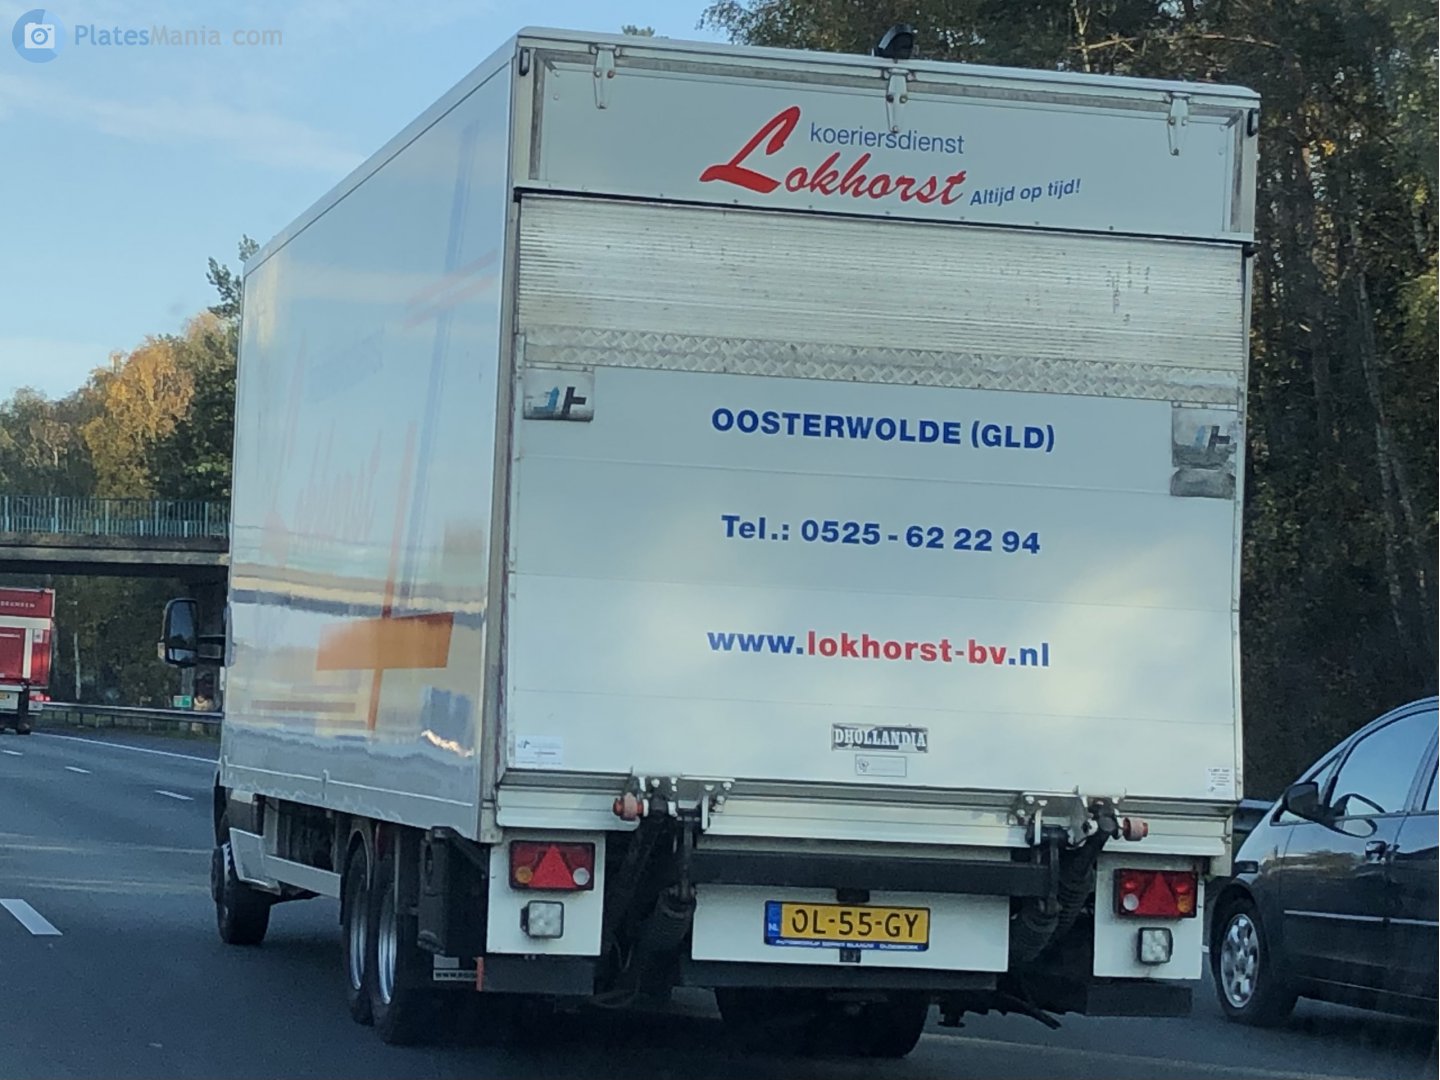 PlatesMania.com
koeriersdienst
Lokhorst Altijd op tijd!
OOSTERWOLDE (GLD)
Tel.: 0525 - 62 22 94
www.lokhorst-bv.nl
DHOLLANDIA
NL OL-55-GY